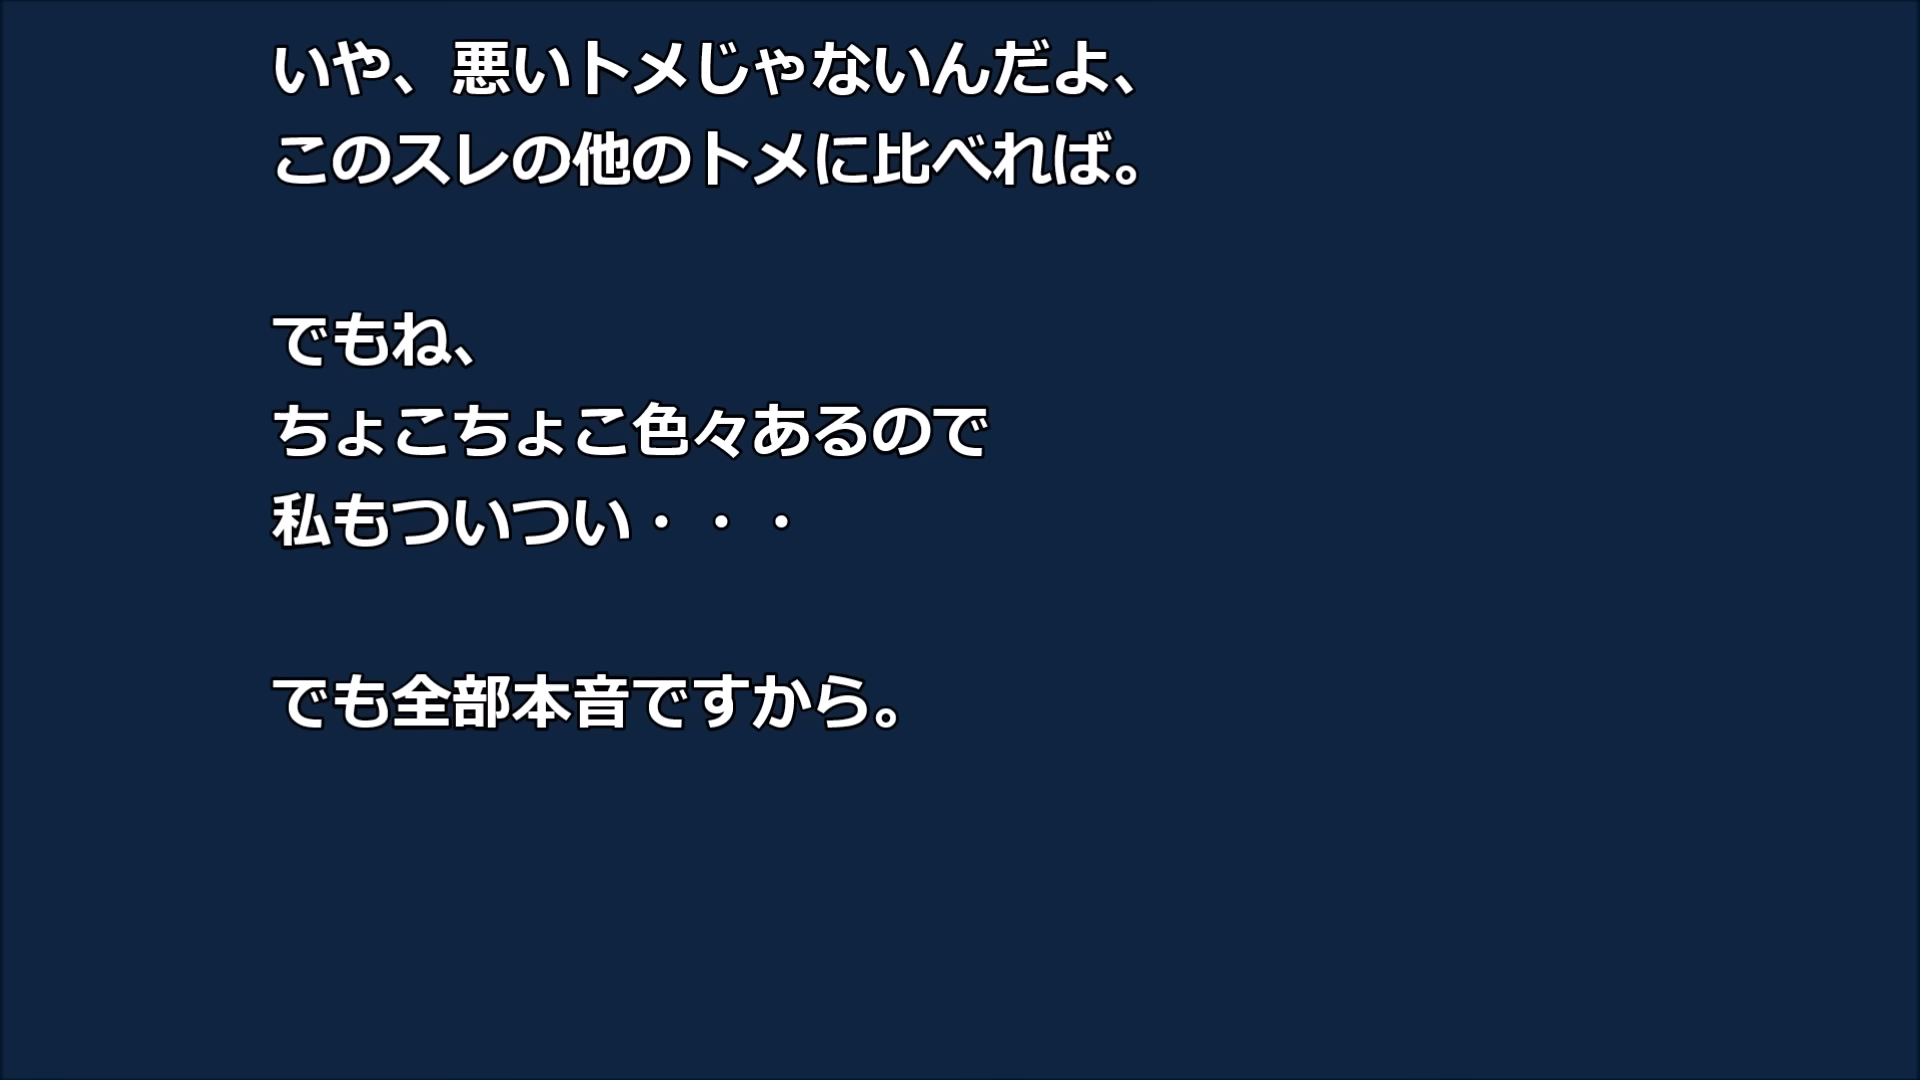 いや、悪いトメじゃないんだよ、
このスレの他のトメに比べれば。
でもね、
ちょこちょこ色々あるので
私もついつい・・・
でも全部本音ですから。